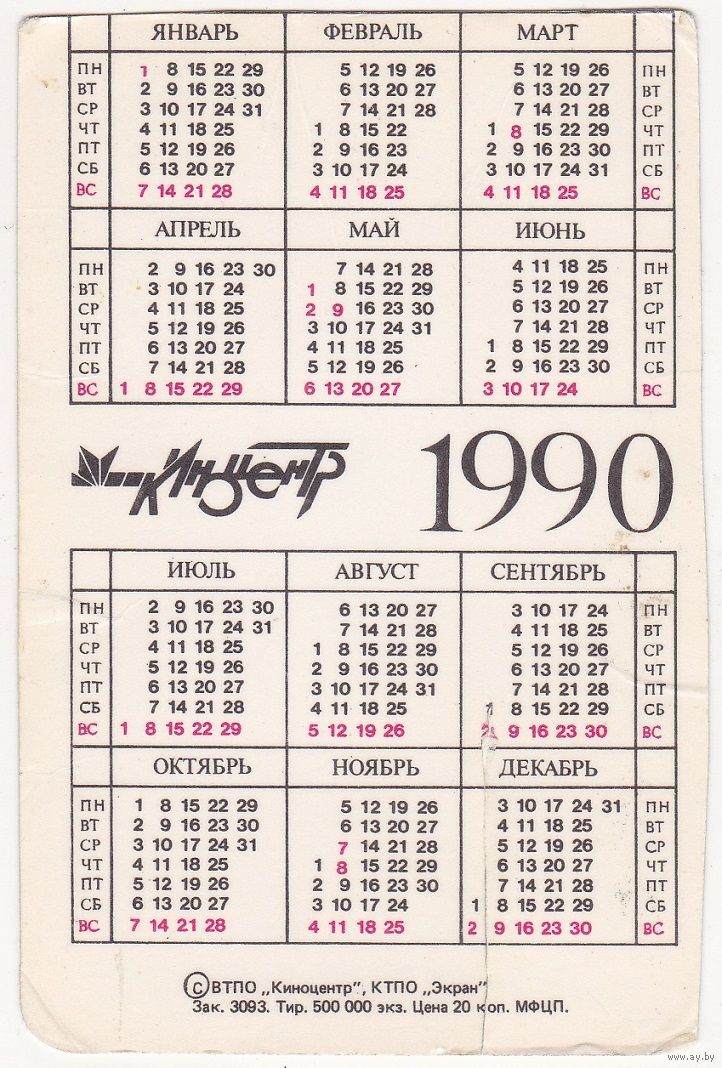 ЯНВАРЬ ФЕВРАЛЬ МАРТ
ПН 1 8 15 22 29 5 12 19 26 5 12 19 26 ПН
ВТ 2 9 16 23 30 6 13 20 27 6 13 20 27 ВТ
СР 3 10 17 24 31 7 14 21 28 7 14 21 28 СР
ЧТ 4 11 18 25 1 8 15 22 1 8 15 22 29 ЧТ
ПТ 5 12 19 26 2 9 16 23 2 9 16 23 30 ПТ
СБ 6 13 20 27 3 10 17 24 3 10 17 24 31 СБ
ВС 7 14 21 28 4 11 18 25 4 11 18 25 ВС
АПРЕЛЬ МАЙ ИЮНЬ
ПН 2 9 16 23 30 7 14 21 28 4 11 18 25 ПН
ВТ 3 10 17 24 1 8 15 22 29 5 12 19 26 ВТ
СР 4 11 18 25 2 9 16 23 30 6 13 20 27 СР
ЧТ 5 12 19 26 3 10 17 24 31 7 14 21 28 ЧТ
ПТ 6 13 20 27 4 11 18 25 1 8 15 22 29 ПТ
СБ 7 14 21 28 5 12 19 26 2 9 16 23 30 СБ
ВС 1 8 15 22 29 6 13 20 27 3 10 17 24 ВС
Киноцентр 1990
ИЮЛЬ АВГУСТ СЕНТЯБРЬ
ПН 2 9 16 23 30 6 13 20 27 3 10 17 24 ПН
ВТ 3 10 17 24 31 7 14 21 28 4 11 18 25 ВТ
СР 4 11 18 25 1 8 15 22 29 5 12 19 26 СР
ЧТ 5 12 19 26 2 9 16 23 30 6 13 20 27 ЧТ
ПТ 6 13 20 27 3 10 17 24 31 7 14 21 28 ПТ
СБ 7 14 21 28 4 11 18 25 1 8 15 22 29 СБ
ВС 1 8 15 22 29 5 12 19 26 2 9 16 23 30 ВС
ОКТЯБРЬ НОЯБРЬ ДЕКАБРЬ
ПН 1 8 15 22 29 5 12 19 26 3 10 17 24 31 ПН
ВТ 2 9 16 23 30 6 13 20 27 4 11 18 25 ВТ
СР 3 10 17 24 31 7 14 21 28 5 12 19 26 СР
ЧТ 4 11 18 25 1 8 15 22 29 6 13 20 27 ЧТ
ПТ 5 12 19 26 2 9 16 23 30 7 14 21 28 ПТ
СБ 6 13 20 27 3 10 17 24 1 8 15 22 29 СБ
ВС 7 14 21 28 4 11 18 25 2 9 16 23 30 ВС
©ВТПО „Киноцентр", КТПО „Экран"
Зак. 3093. Тир. 500 000 экз. Цена 20 коп. МФЦП.
www.ay.by